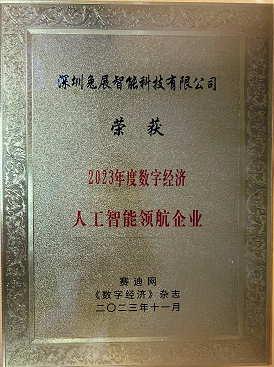 深圳兔展智能科技有限公司
荣获
2023年度数字经济
人工智能领航企业
赛迪网
《数字经济》杂志
二〇二三年十一月